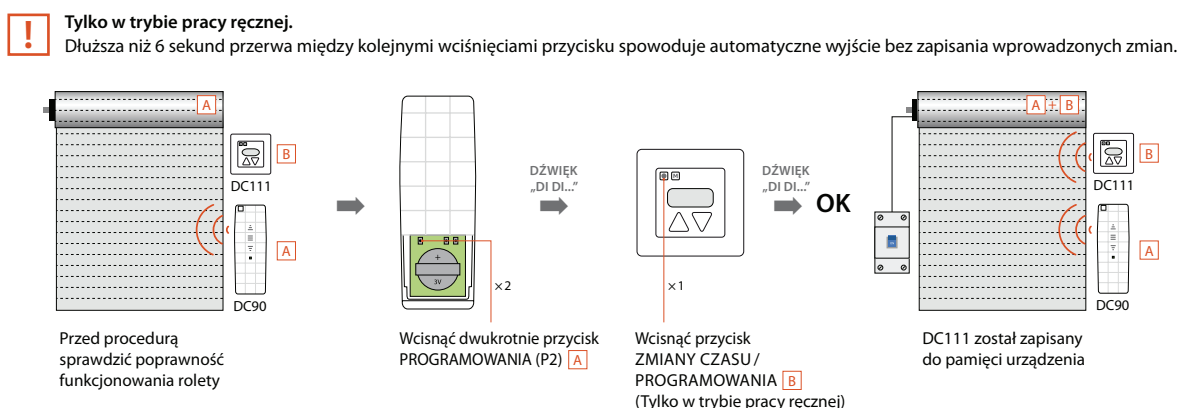 !
Tylko w trybie pracy ręcznej.
Dłuższa niż 6 sekund przerwa między kolejnymi wciśnięciami przycisku spowoduje automatyczne wyjście bez zapisania wprowadzonych zmian.
A
B
DC111
A
DC90
Przed procedurą
sprawdzić poprawność
funkcjonowania rolety
+
3V
×2
Wcisnąć dwukrotnie przycisk
PROGRAMOWANIA (P2) A
DŹWIĘK
„DI DI...”
M
×1
Wcisnąć przycisk
ZMIANY CZASU /
PROGRAMOWANIA B
(Tylko w trybie pracy ręcznej)
DŹWIĘK
„DI DI...”
OK
A + B
B
DC111
A
DC90
DC111 został zapisany
do pamięci urządzenia